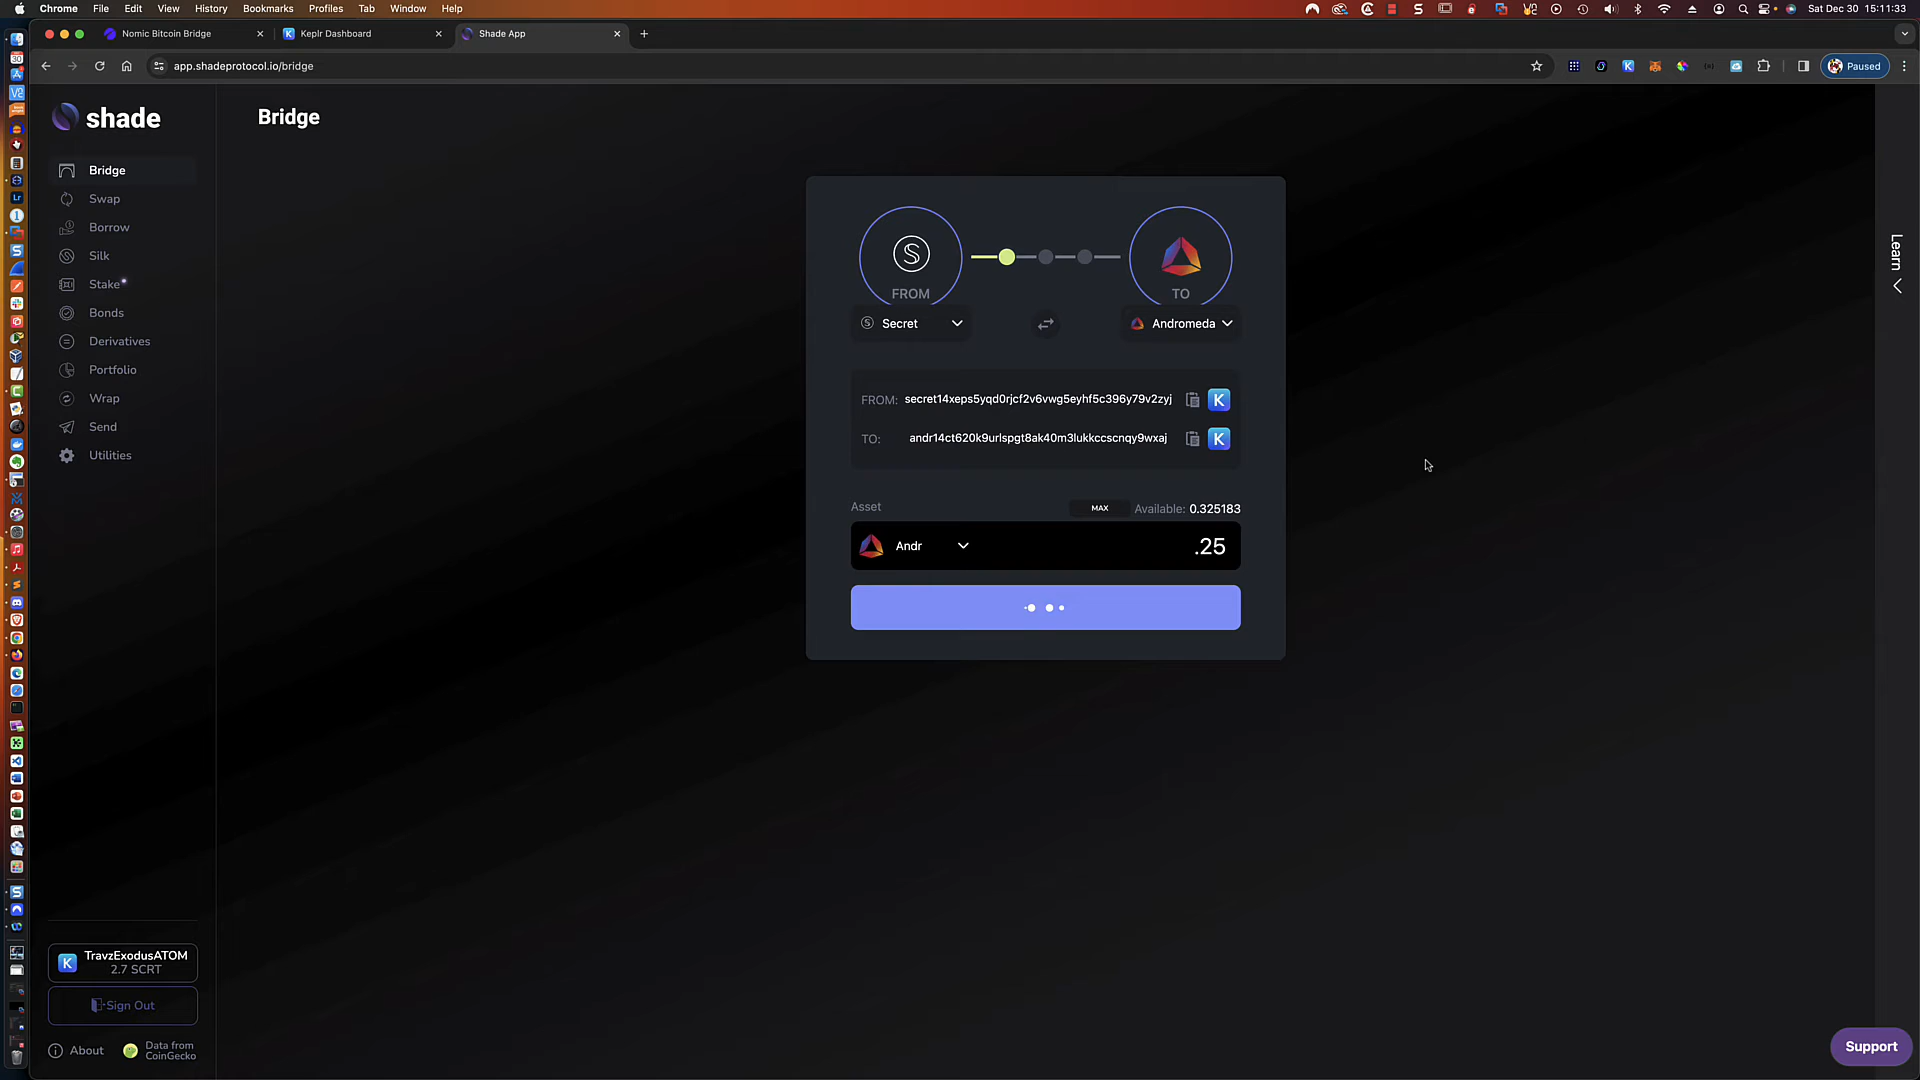 Chrome File Edit View History Bookmarks Profiles Tab Window Help
Sat Dec 30 15:11:33
Nomic Bitcoin Bridge
Keplr Dashboard
Shade App
app.shadeprotocol.io/bridge
Paused
shade
Bridge
Swap
Borrow
Silk
Stake
Bonds
Derivatives
Portfolio
Wrap
Send
Utilities
TravzExodusATOM
2.7 SCRT
Sign Out
About
Data from
CoinGecko
Bridge
FROM
TO
Secret
Andromeda
FROM: secret14xeps5yqd0rjcf2v6vwg5eyhf5c396y79v2zyj
TO: andr14ct620k9urlspgt8ak40m3lukkccscnqy9wxaj
Asset
MAX
Available: 0.325183
Andr
.25
Learn
Support